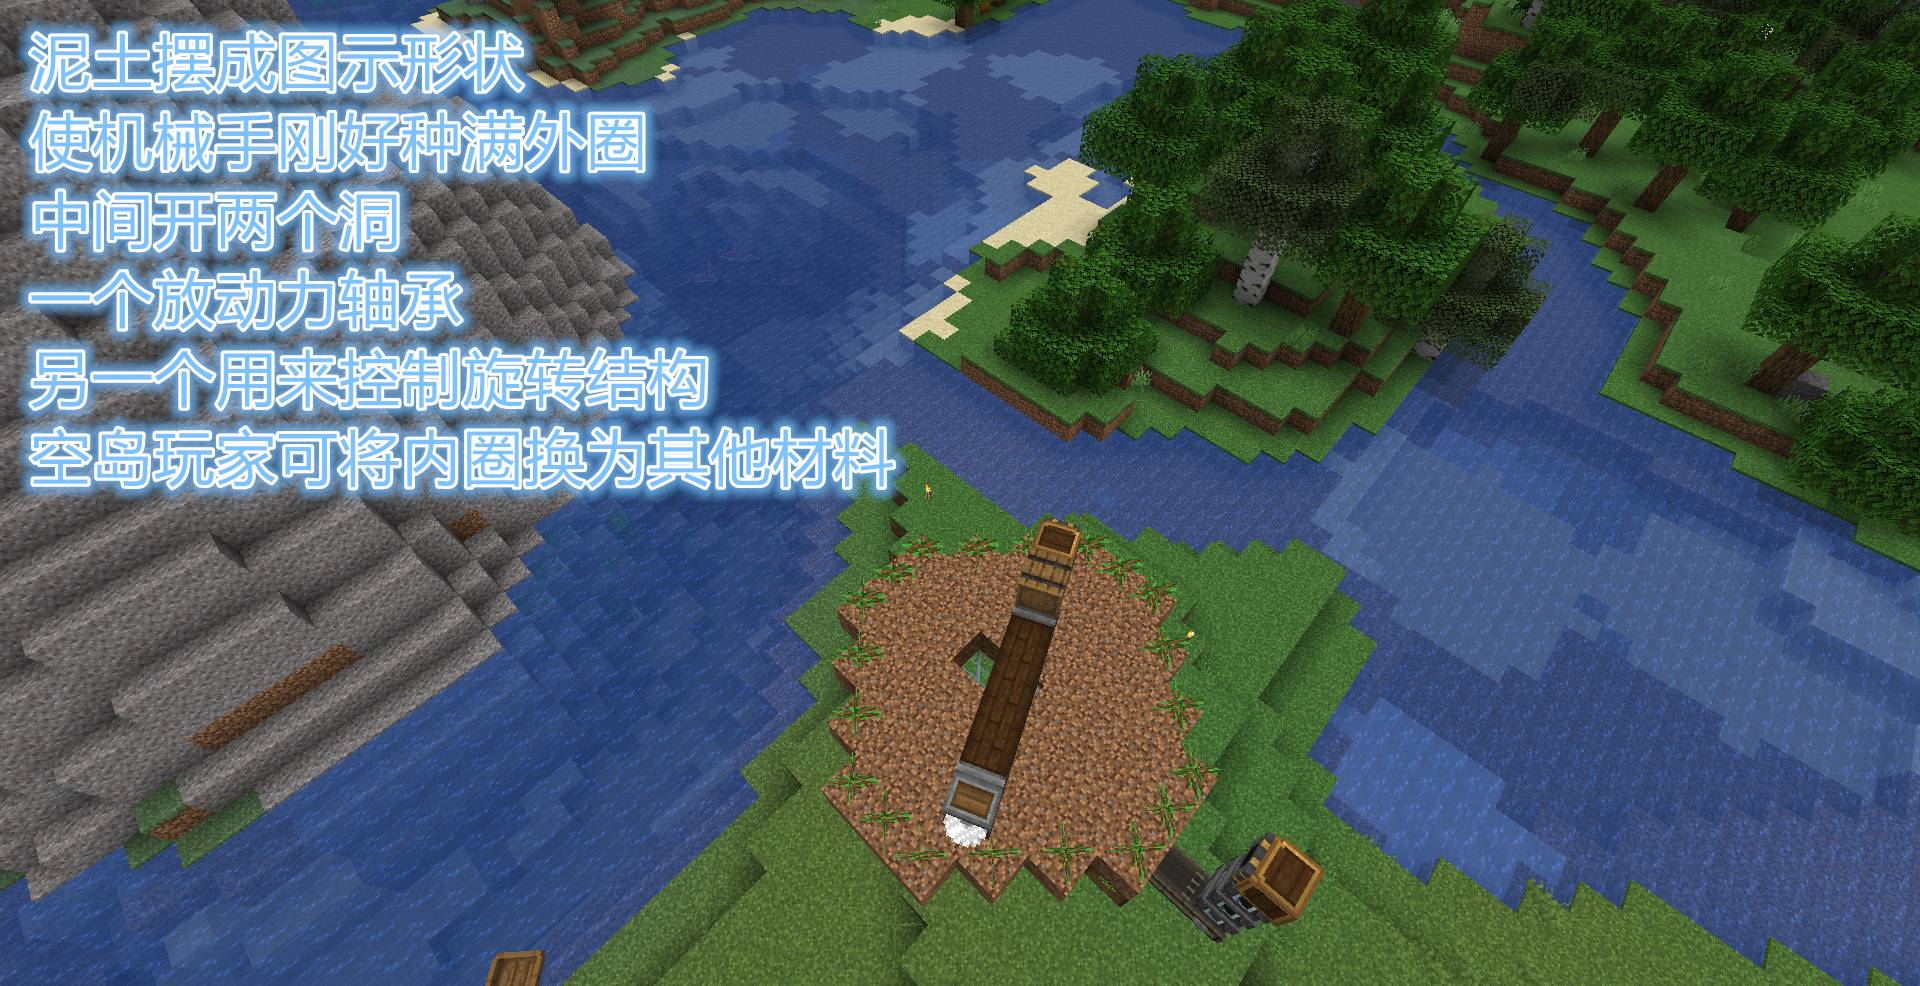 泥土摆成图示形状
使机械手刚好种满外圈
中间开两个洞
一个放动力轴承
另一个用来控制旋转结构
空岛玩家可将内圈换为其他材料